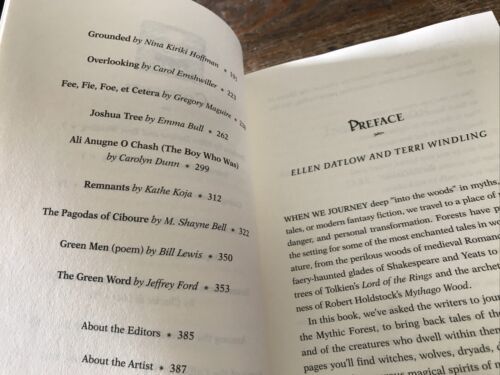 Grounded by Nina Kiriki Hoffman • 191
Overlooking by Carol Emshwiller • 223
Fee, Fie, Foe, et Cetera by Gregory Maguire •
Joshua Tree by Emma Bull • 262
Ali Anugne O Chash (The Boy Who Was)
by Carolyn Dunn • 299
Remnants by Kathe Koja • 312
The Pagodas of Ciboure by M. Shayne Bell • 322
Green Men (poem) by Bill Lewis • 350
The Green Word by Jeffrey Ford • 353
About the Editors • 385
About the Artist • 387
PREFACE
ELLEN DATLOW AND TERRI WINDLING
WHEN WE JOURNEY deep "into the woods" in myths,
tales, or modern fantasy fiction, we travel to a place of
danger, and personal transformation. Forests have
the setting for some of the most enchanted tales in
ature, from the perilous woods of medieval Romance
faery-haunted glades of Shakespeare and Yeats to
trees of Tolkien's Lord of the Rings and the
ness of Robert Holdstock's Mythago Wood.
In this book, we've asked the writers to
the Mythic Forest, to bring back tales of the
and of the creatures who dwell within
pages you'll find witches, wolves, dryads,
magical spirits of